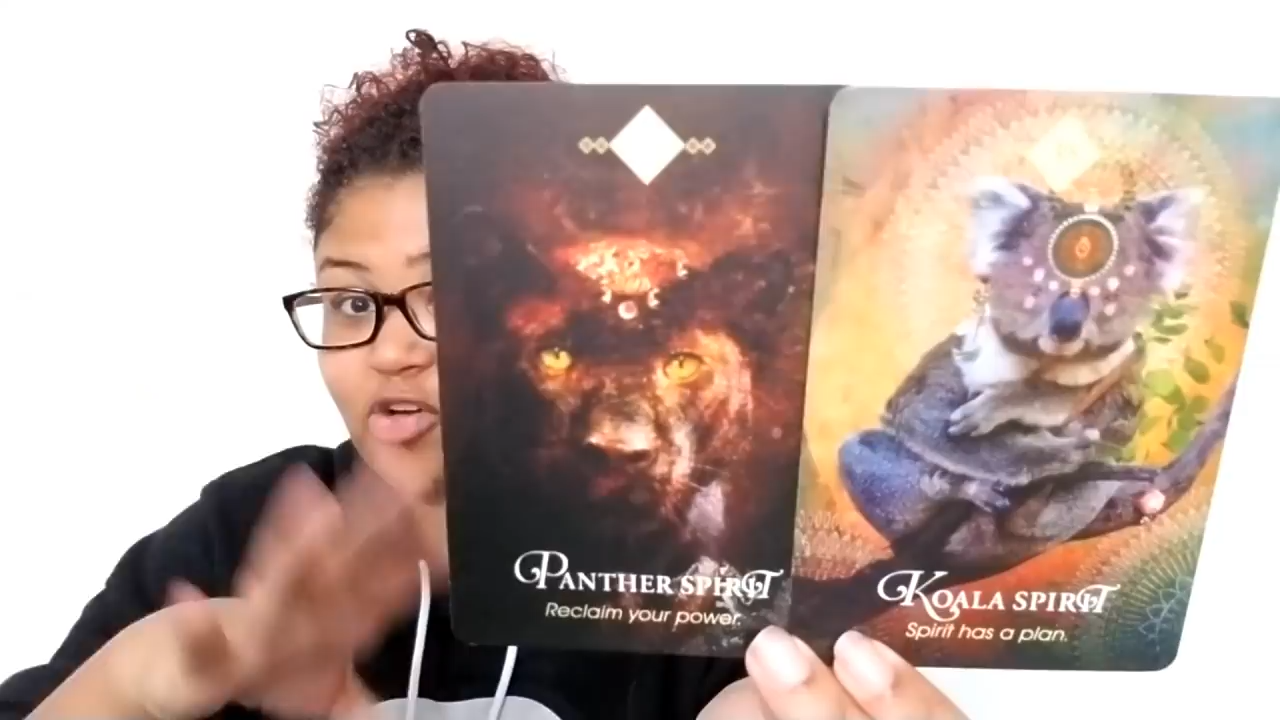 PANTHER SPIRIT
Reclaim your power.
KOALA SPIRIT
Spirit has a plan.